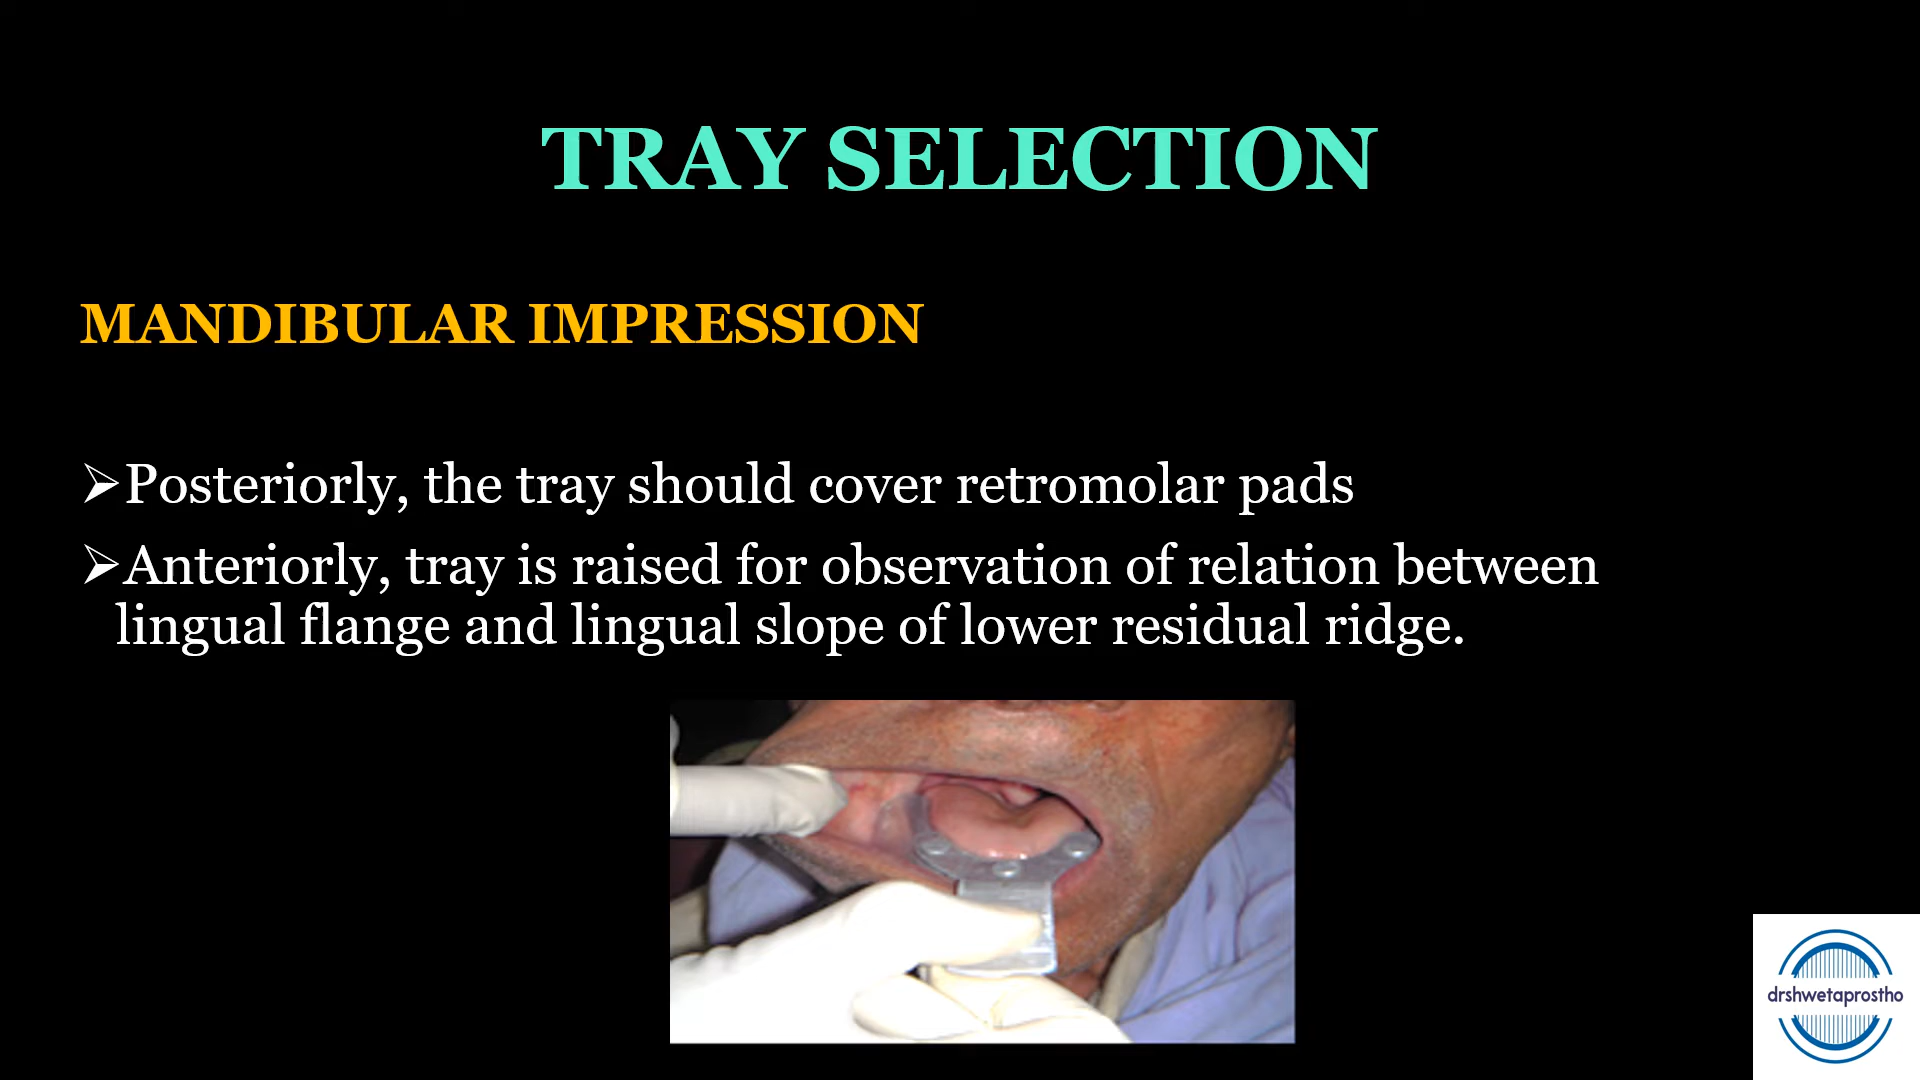 TRAY SELECTION
MANDIBULAR IMPRESSION
➢Posteriorly, the tray should cover retromolar pads
➢Anteriorly, tray is raised for observation of relation between
lingual flange and lingual slope of lower residual ridge.
drshwetaprostho